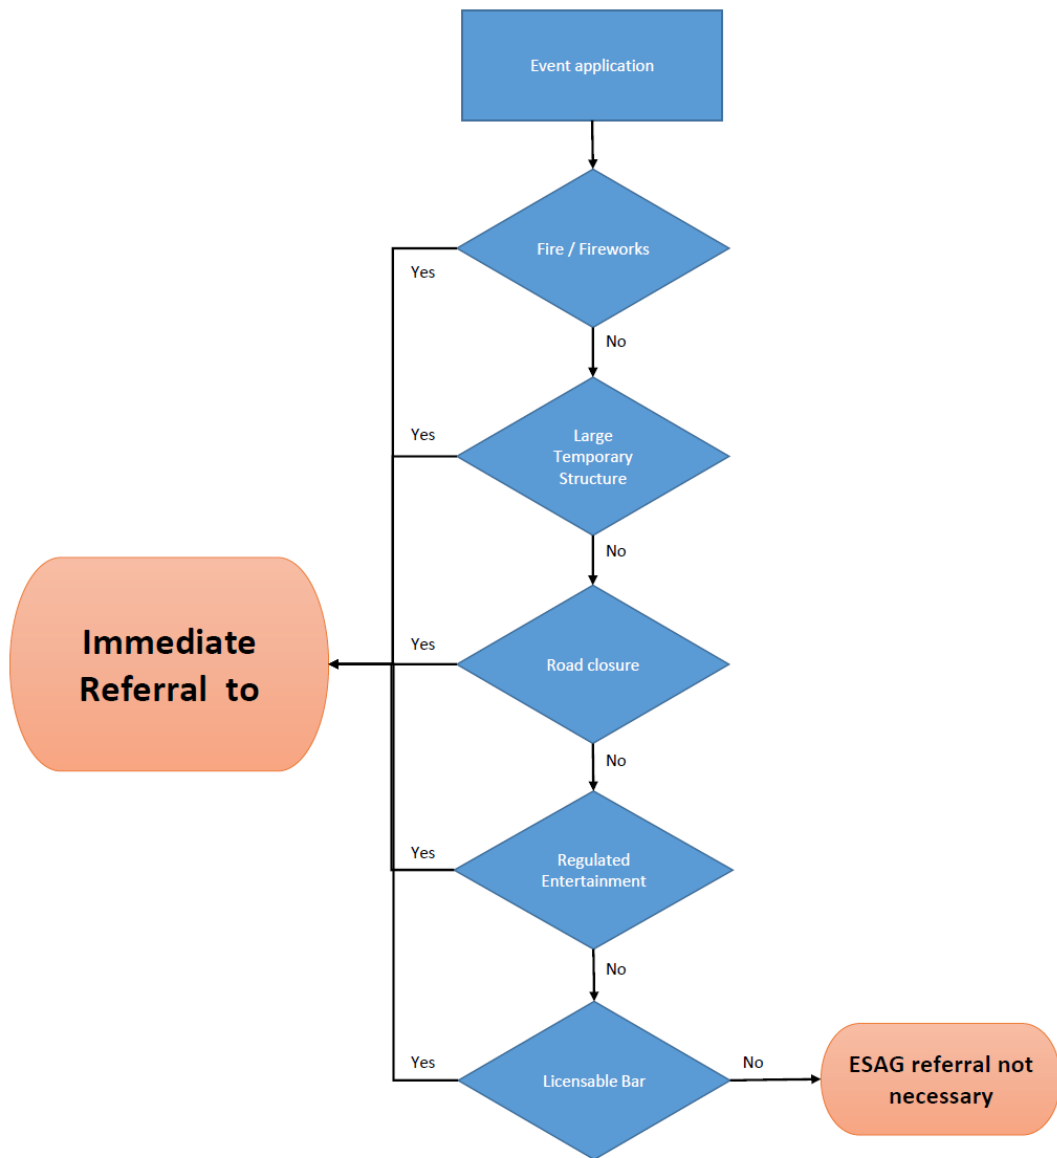 Event application
Fire / Fireworks
Yes
No
Large
Temporary
Structure
Yes
No
Immediate
Referral to
Road closure
Yes
No
Regulated
Entertainment
Yes
No
Licensable Bar
Yes
No
ESAG referral not
necessary